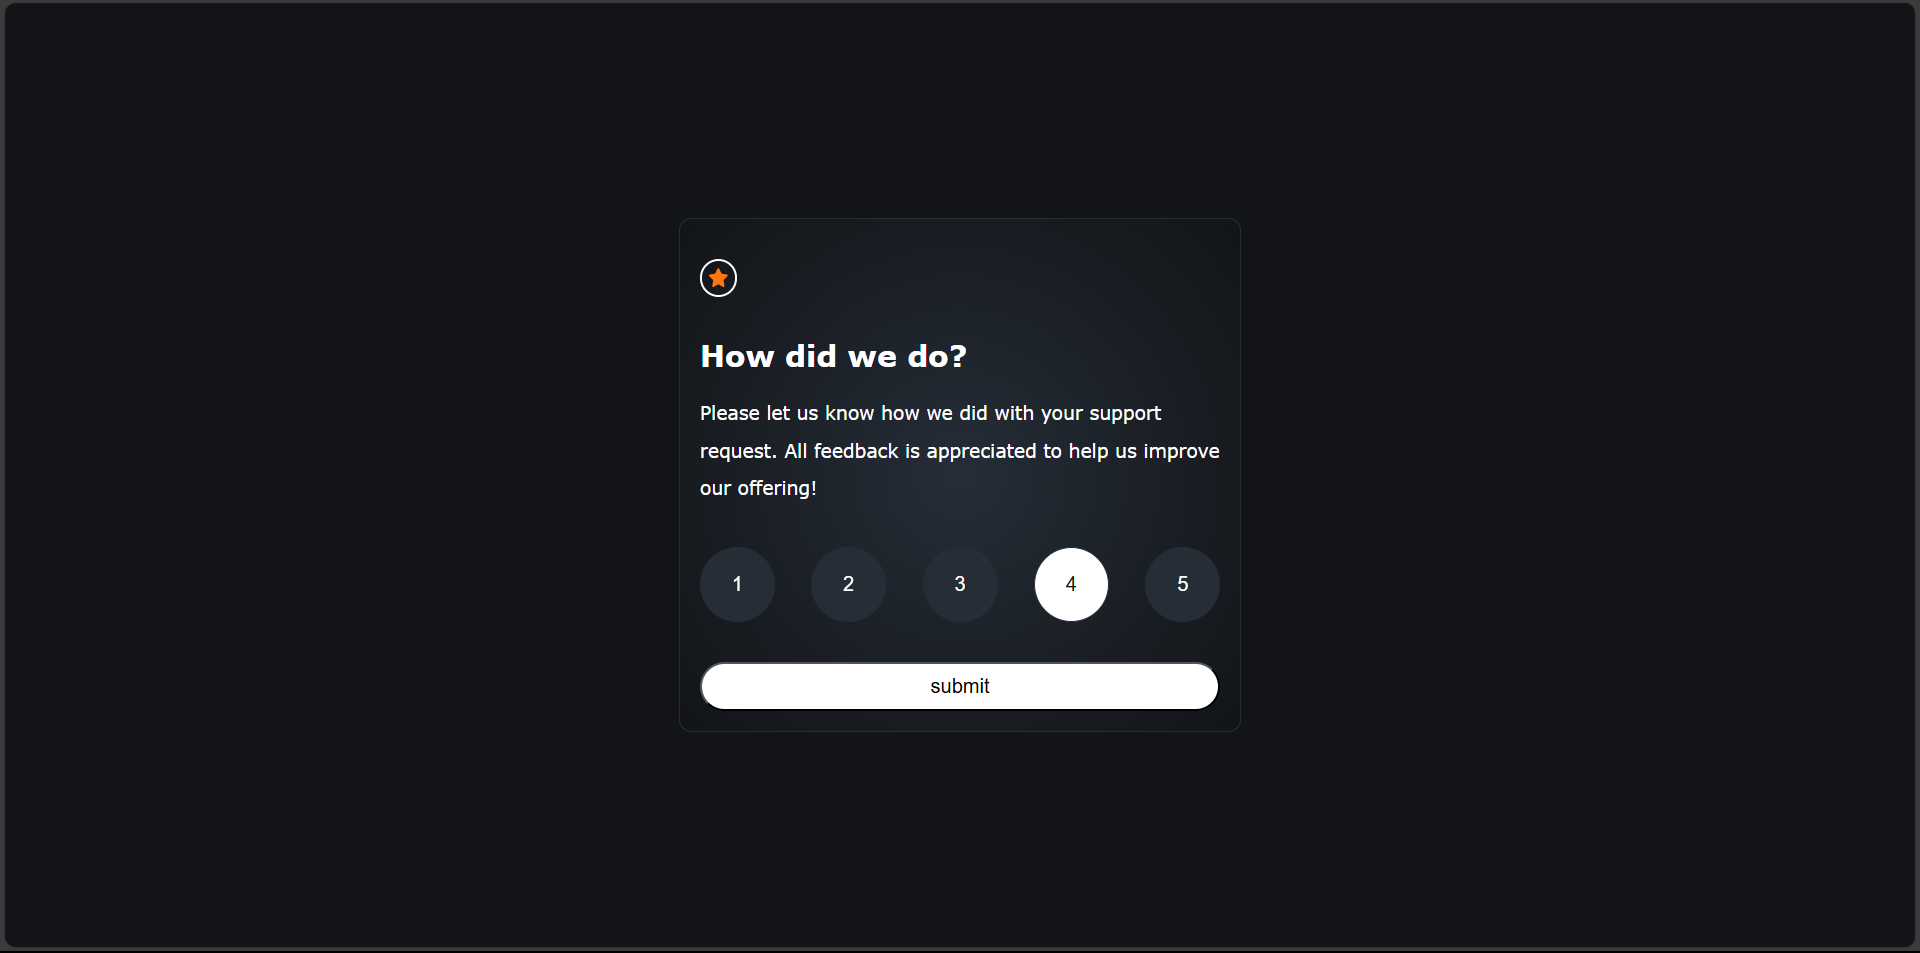 How did we do?
Please let us know how we did with your support
request. All feedback is appreciated to help us improve
our offering!
1 2 3 4 5
submit